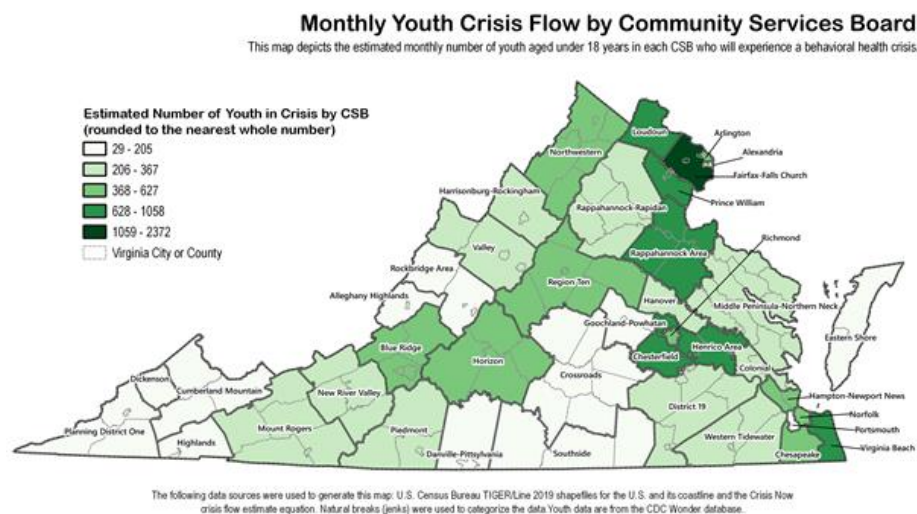 Monthly Youth Crisis Flow by Community Services Board
This map depicts the estimated monthly number of youth aged under 18 years in each CSB who will experience a behavioral health crisis
Estimated Number of Youth in Crisis by CSB
(rounded to the nearest whole number)
29 - 205
206 - 367
368 - 627
628 - 1058
1059 - 2372
Virginia City or County
Loudoun
Arlington
Alexandria
Northwestern
Fairfax-Falls Church
Harrisonburg-Rockingham
Prince William
Rappahannock-Rapidan
Richmond
Valley
Rappahannock Area
Rockbridge Area
Region Ten
Alleghany Highlands
Hanover
Middle Peninsula-Northern Neck
Goochland-Powhatan
Eastern Shore
Blue Ridge
Henrico Area
Chesterfield
Horizon
Colonial
Crossroads
Dickenson
Cumberland Mountain
New River Valley
Hampton-Newport News
District 19
Norfolk
Mount Rogers
Piedmont
Portsmouth
Planning District One
Western Tidewater
Highlands
Virginia Beach
Danville-Pittsylvania
Southside
Chesapeake
The following data sources were used to generate this map: U.S. Census Bureau TIGER/Line 2019 shapefiles for the U.S. and its coastline and the Crisis Now
crisis flow estimate equation. Natural breaks (jenks) were used to categorize the data.Youth data are from the CDC Wonder database.